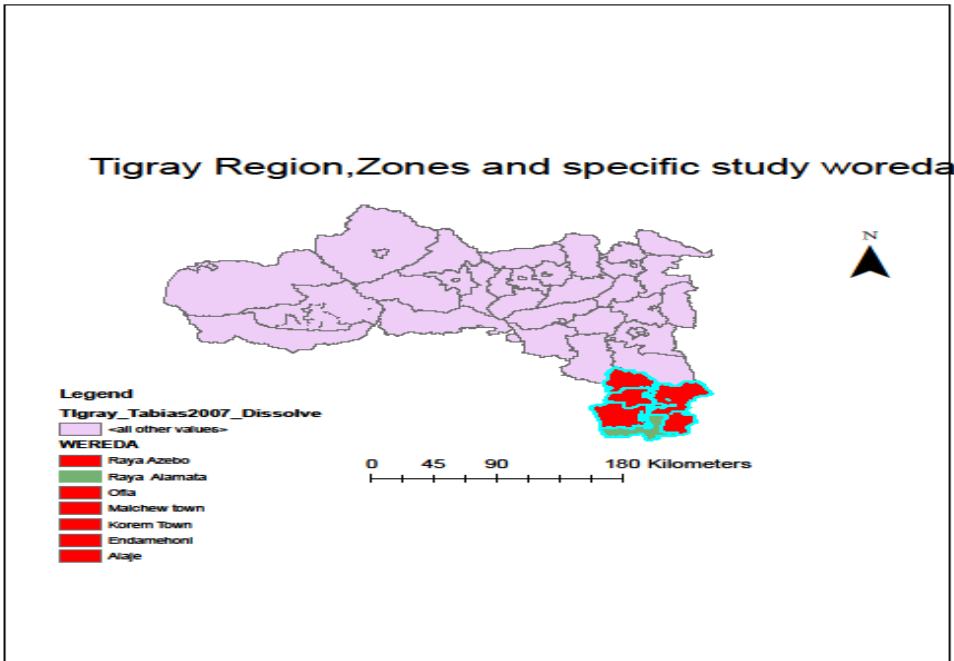 Tigray Region,Zones and specific study woreda
N
Legend
TIgray_Tabias2007_Dissolve
<all other values>
WEREDA
Raya Azebo
Raya Alamata
Ofla
Maichew town
Korem Town
Endamehoni
Alaje
0 45 90 180 Kilometers